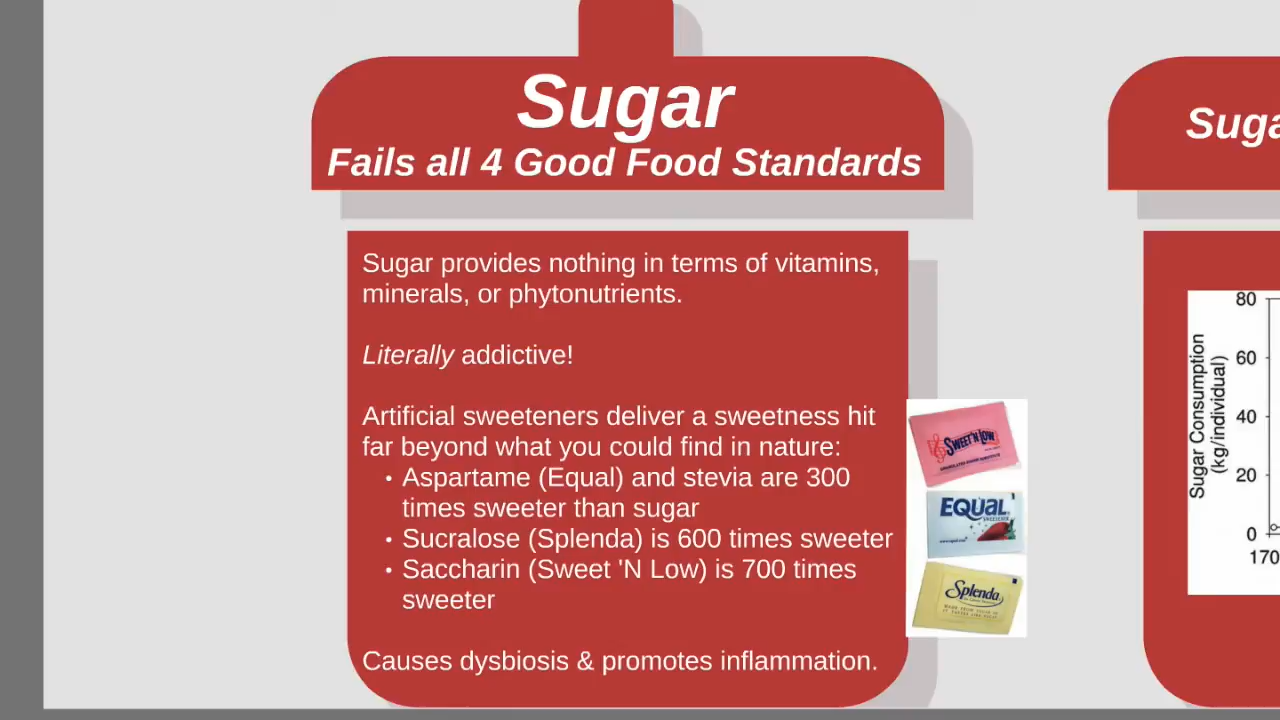 Sugar
Fails all 4 Good Food Standards
Sugar provides nothing in terms of vitamins,
minerals, or phytonutrients.
Literally addictive!
Artificial sweeteners deliver a sweetness hit
far beyond what you could find in nature:
• Aspartame (Equal) and stevia are 300
times sweeter than sugar
• Sucralose (Splenda) is 600 times sweeter
• Saccharin (Sweet 'N Low) is 700 times
sweeter
Causes dysbiosis & promotes inflammation.
SWEET'N LOW
EQUAL
SWEETENER
Splenda
Suga
Sugar Consumption
(kg/individual)
80
60
40
20
0
170